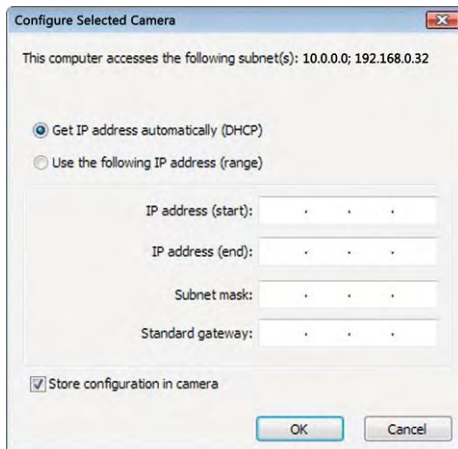 Configure Selected Camera
This computer accesses the following subnet(s): 10.0.0.0; 192.168.0.32
Get IP address automatically (DHCP)
Use the following IP address (range)
IP address (start): . . .
IP address (end): . . .
Subnet mask: . . .
Standard gateway: . . .
Store configuration in camera
OK Cancel